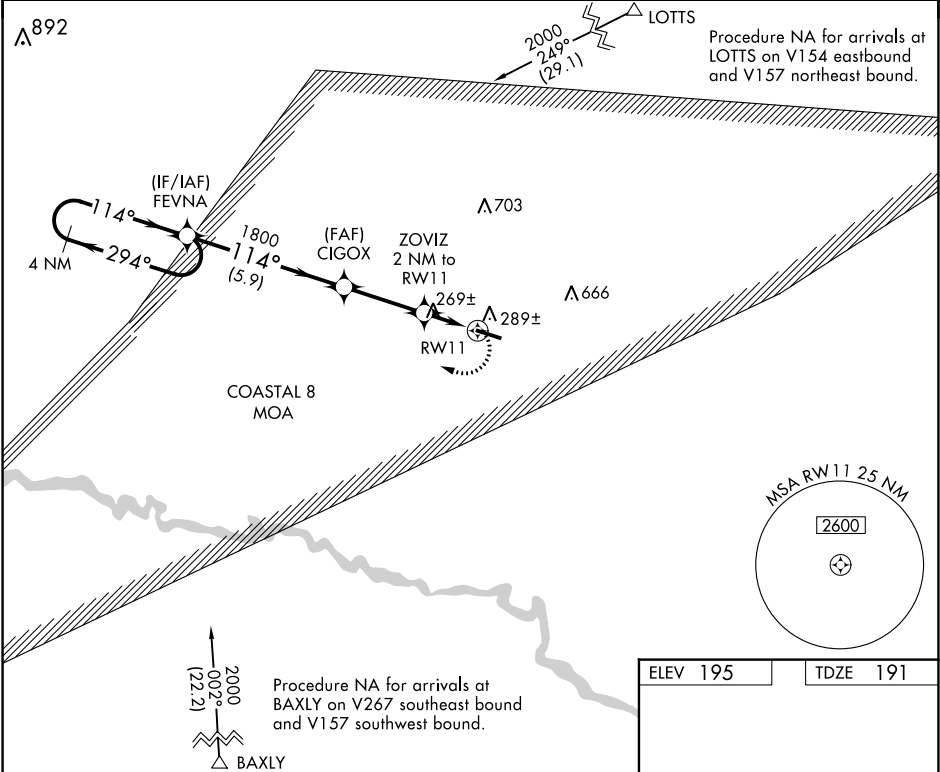 892
LOTTS
2000
249°
(29.1)
Procedure NA for arrivals at
LOTTS on V154 eastbound
and V157 northeast bound.
(IF/IAF)
FEVNA
114°
294°
4 NM
1800
114°
(5.9)
(FAF)
CIGOX
ZOVIZ
2 NM to
RW11
703
269±
289±
666
RW11
COASTAL 8
MOA
MSA RW11 25 NM
2600
2000
002°
(22.2)
BAXLY
Procedure NA for arrivals at
BAXLY on V267 southeast bound
and V157 southwest bound.
ELEV 195
TDZE 191